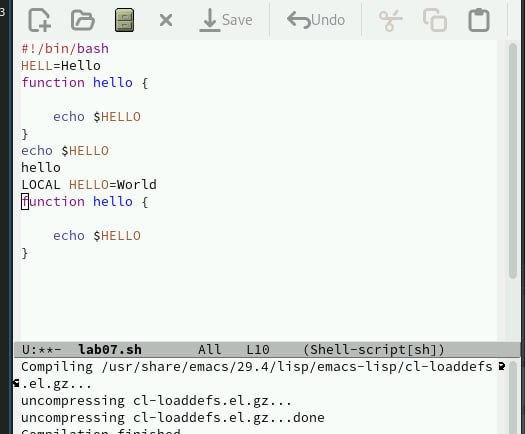 3
Save Undo
#!/bin/bash
HELL=Hello
function hello {
echo $HELLO
}
echo $HELLO
hello
LOCAL HELLO=World
function hello {
echo $HELLO
}
U:**- lab07.sh All L10 (Shell-script[sh])
Compiling /usr/share/emacs/29.4/lisp/emacs-lisp/cl-loaddefs
.el.gz...
uncompressing cl-loaddefs.el.gz...
uncompressing cl-loaddefs.el.gz...done
Compilation finished